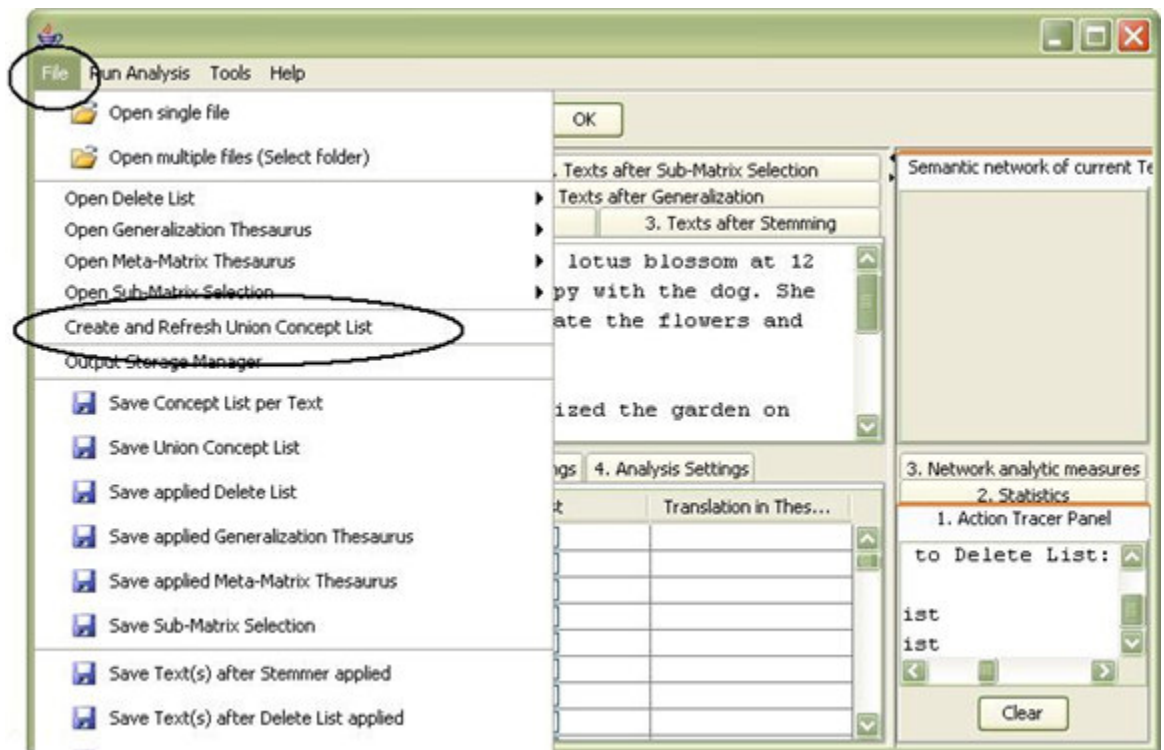 File Run Analysis Tools Help
Open single file
Open multiple files (Select folder)
Open Delete List
Open Generalization Thesaurus
Open Meta-Matrix Thesaurus
Open Sub-Matrix Selection
Create and Refresh Union Concept List
Output Storage Manager
Save Concept List per Text
Save Union Concept List
Save applied Delete List
Save applied Generalization Thesaurus
Save applied Meta-Matrix Thesaurus
Save Sub-Matrix Selection
Save Text(s) after Stemmer applied
Save Text(s) after Delete List applied
OK
. Texts after Sub-Matrix Selection
Texts after Generalization
3. Texts after Stemming
lotus blossom at 12
py with the dog. She
ate the flowers and
ized the garden on
gs 4. Analysis Settings
t Translation in Thes...
Semantic network of current Te
3. Network analytic measures
2. Statistics
1. Action Tracer Panel
to Delete List:
ist
ist
Clear